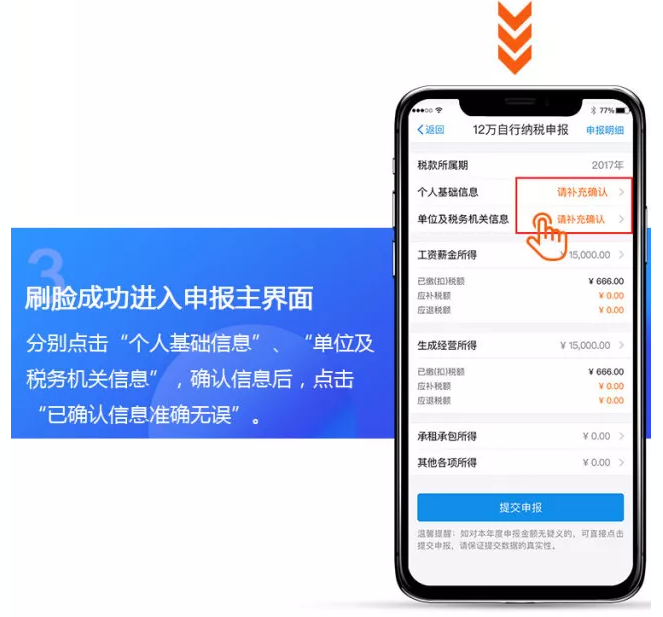 77%
返回 12万自行纳税申报 申报明细
税款所属期 2017年
个人基础信息 请补充确认
单位及税务机关信息 请补充确认
工资薪金所得 ¥ 15,000.00
已缴(扣)税额 ¥ 666.00
应补税额 ¥ 0.00
应退税额 ¥ 0.00
生成经营所得 ¥ 15,000.00
已缴(扣)税额 ¥ 666.00
应补税额 ¥ 0.00
应退税额 ¥ 0.00
承租承包所得 ¥ 0.00
其他各项所得 ¥ 0.00
提交申报
温馨提醒：如对本年度申报金额无疑义的，可直接点击
提交申报，请保证提交数据的真实性。
3
刷脸成功进入申报主界面
分别点击“个人基础信息”、“单位及
税务机关信息”，确认信息后，点击
“已确认信息准确无误”。